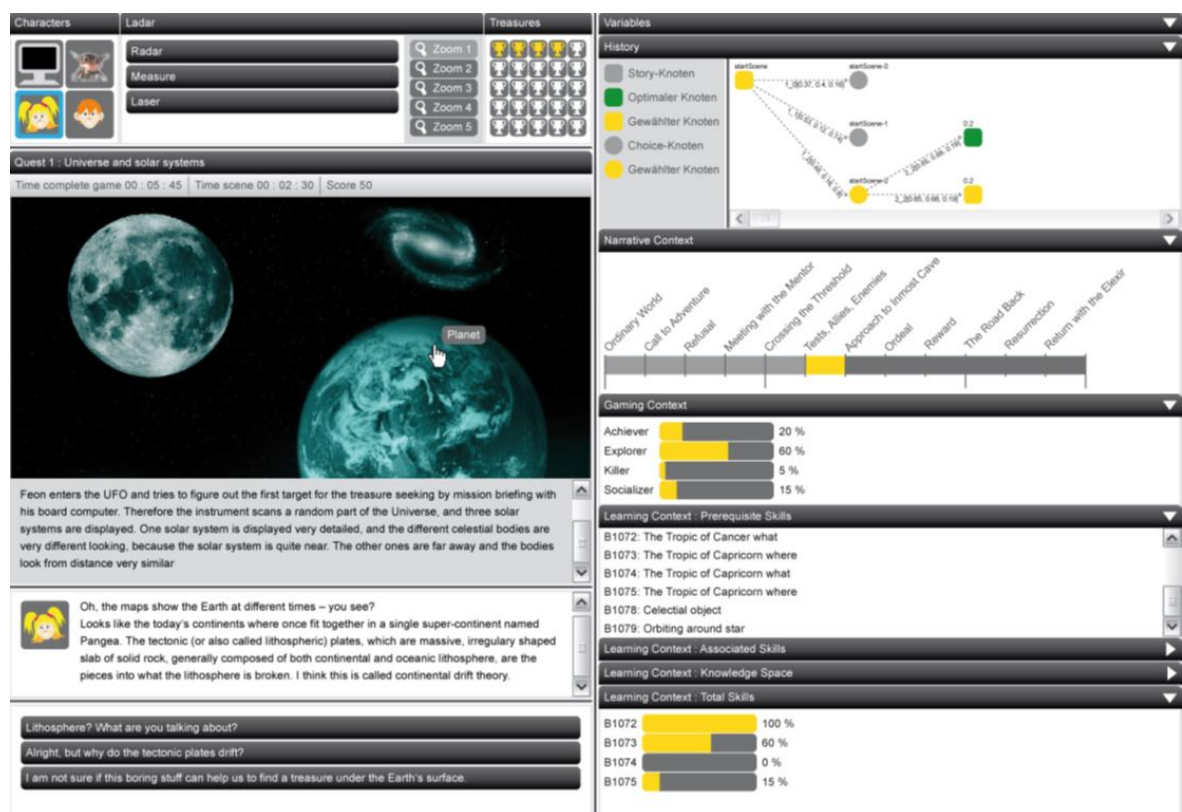 Characters
Ladar
Treasures
Radar
Measure
Laser
Zoom 1
Zoom 2
Zoom 3
Zoom 4
Zoom 5
Quest 1 : Universe and solar systems
Time complete game 00 : 05 : 45 Time scene 00 : 02 : 30 Score 50
Planet
Feon enters the UFO and tries to figure out the first target for the treasure seeking by mission briefing with
his board computer. Therefore the instrument scans a random part of the Universe, and three solar
systems are displayed. One solar system is displayed very detailed, and the different celestial bodies are
very different looking, because the solar system is quite near. The other ones are far away and the bodies
look from distance very similar
Oh, the maps show the Earth at different times – you see?
Looks like the today's continents where once fit together in a single super-continent named
Pangea. The tectonic (or also called lithospheric) plates, which are massive, irregulary shaped
slab of solid rock, generally composed of both continental and oceanic lithosphere, are the
pieces into what the lithosphere is broken. I think this is called continental drift theory.
Lithosphere? What are you talking about?
Alright, but why do the tectonic plates drift?
I am not sure if this boring stuff can help us to find a treasure under the Earth's surface.
Variables
History
Story-Knoten
Optimaler Knoten
Gewählter Knoten
Choice-Knoten
Gewählter Knoten
startScene
startScene-0
startScene-1
startScene-2
0.2
0.2
2_2[0.65, 0.66, 0.19]
Narrative Context
Ordinary World
Call to Adventure
Refusal
Meeting with the Mentor
Crossing the Threshold
Tests, Allies, Enemies
Approach to Inmost Cave
Ordeal
Reward
The Road Back
Resurrection
Return with the Elexir
Gaming Context
Achiever 20 %
Explorer 60 %
Killer 5 %
Socializer 15 %
Learning Context : Prerequisite Skills
B1072: The Tropic of Cancer what
B1073: The Tropic of Capricorn where
B1074: The Tropic of Capricorn what
B1075: The Tropic of Capricorn where
B1078: Celectial object
B1079: Orbiting around star
Learning Context : Associated Skills
Learning Context : Knowledge Space
Learning Context : Total Skills
B1072 100 %
B1073 60 %
B1074 0 %
B1075 15 %